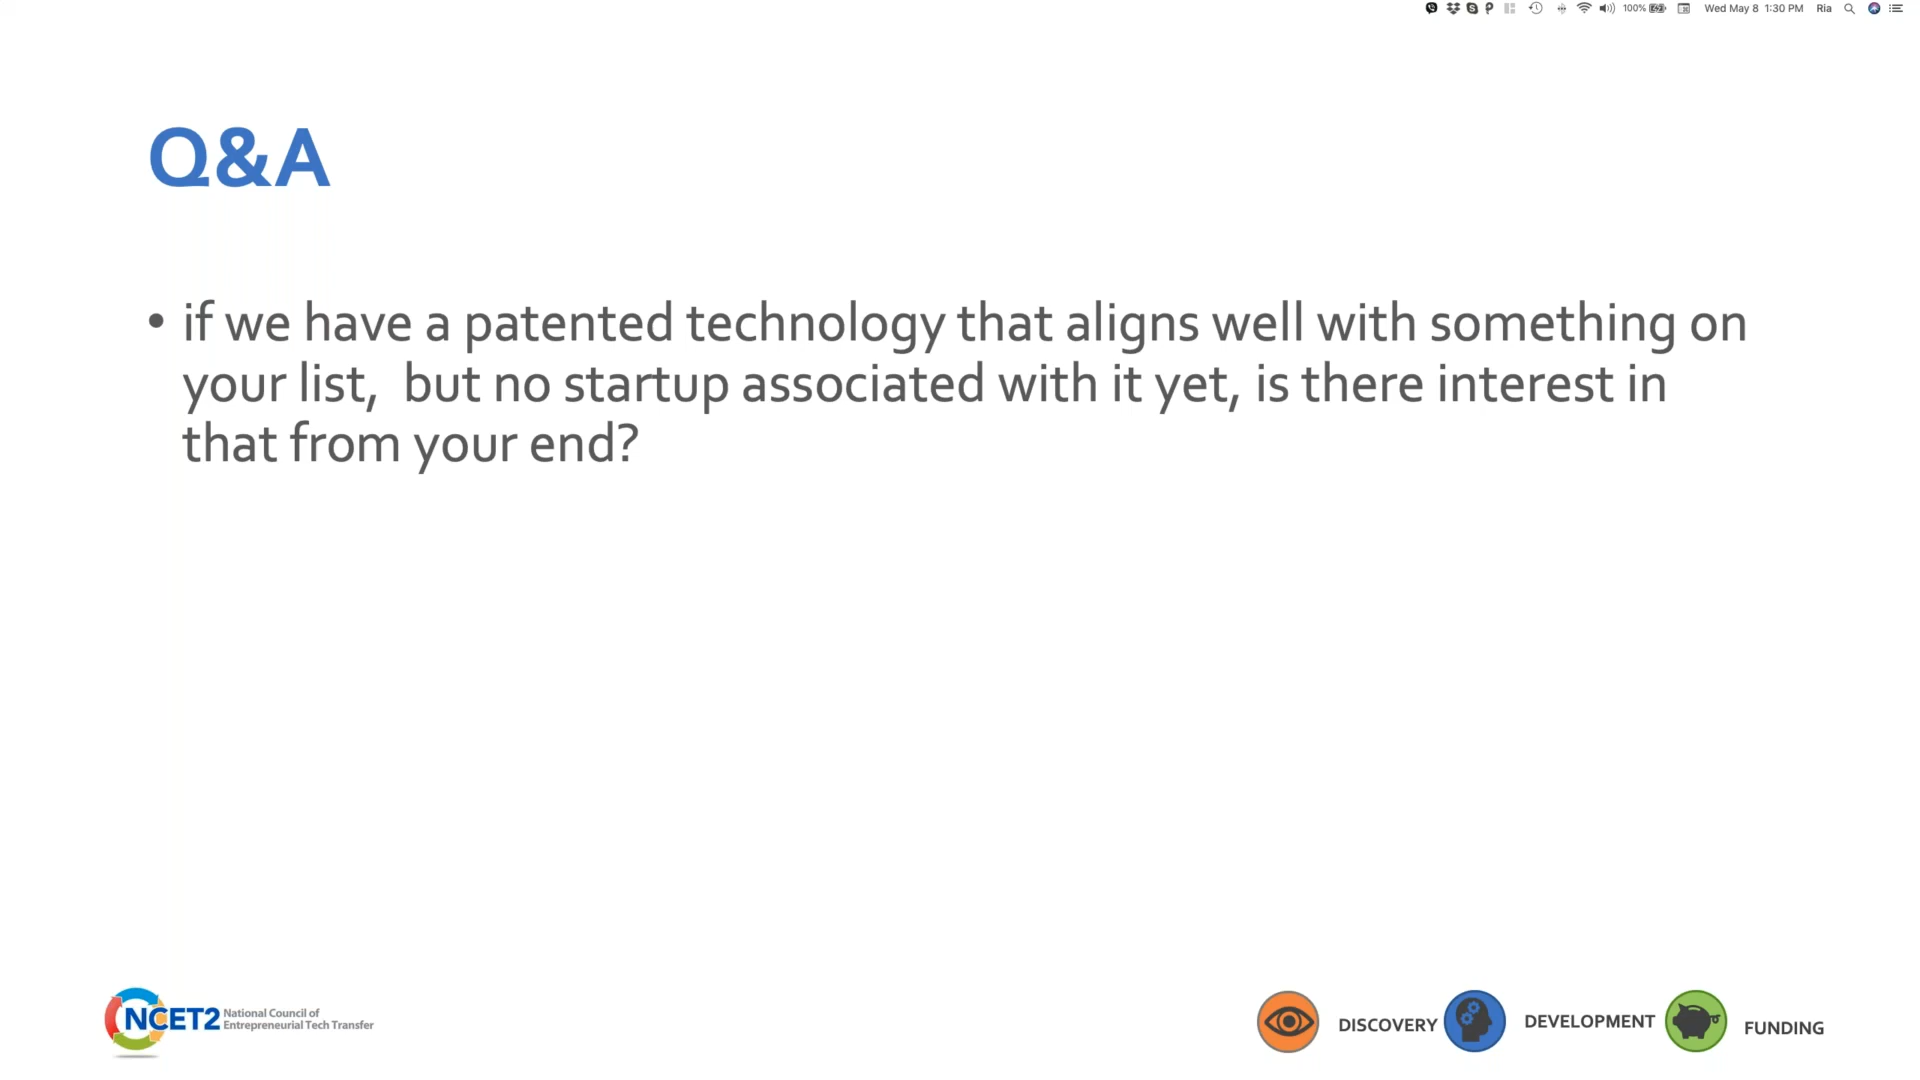 100% Wed May 8 1:30 PM Ria
Q&A
• if we have a patented technology that aligns well with something on
your list,  but no startup associated with it yet, is there interest in
that from your end?
NCET2 National Council of
Entrepreneurial Tech Transfer
DISCOVERY DEVELOPMENT FUNDING